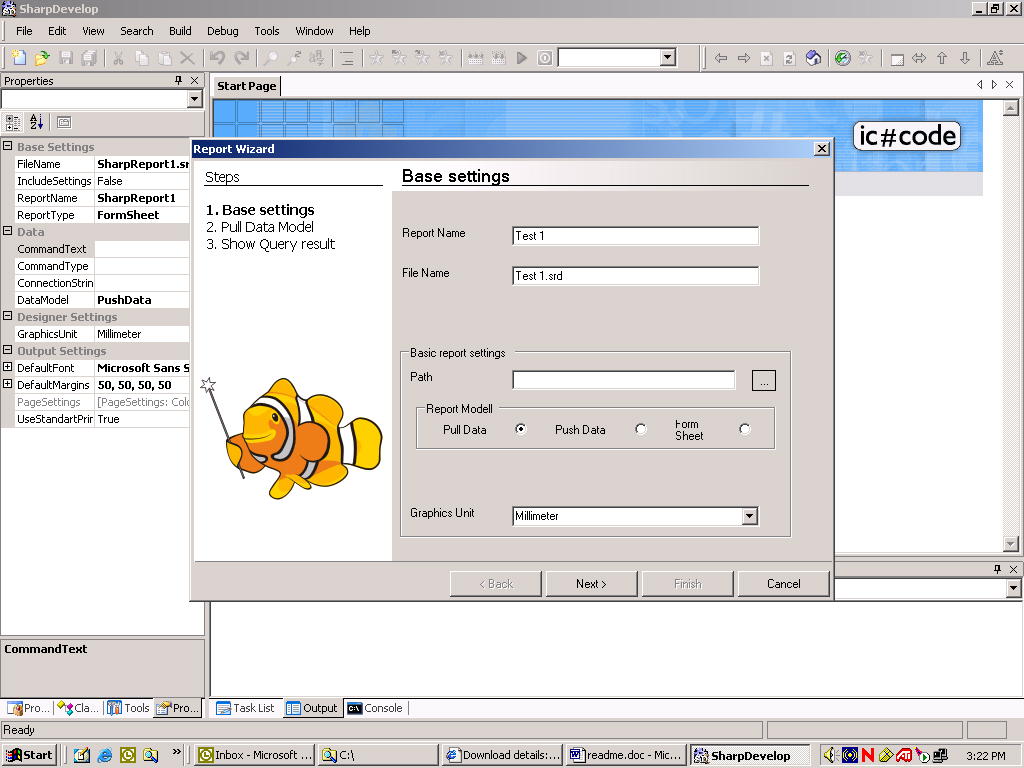 SharpDevelop
File Edit View Search Build Debug Tools Window Help
Properties
Start Page
ic#code
Base Settings
FileName SharpReport1.sr
IncludeSettings False
ReportName SharpReport1
ReportType FormSheet
Data
CommandText
CommandType
ConnectionStrin
DataModel PushData
Designer Settings
GraphicsUnit Millimeter
Output Settings
DefaultFont Microsoft Sans S
DefaultMargins 50, 50, 50, 50
PageSettings [PageSettings: Colo
UseStandartPrir True
CommandText
Report Wizard
Steps
1. Base settings
2. Pull Data Model
3. Show Query result
Base settings
Report Name Test 1
File Name Test 1.srd
Basic report settings
Path ...
Report Modell
Pull Data Push Data Form
Sheet
Graphics Unit Millimeter
< Back Next > Finish Cancel
Pro... Cla... Tools Pro... Task List Output Console
Ready
Start Inbox - Microsoft ... C:\ Download details:... readme.doc - Mic... SharpDevelop 3:22 PM